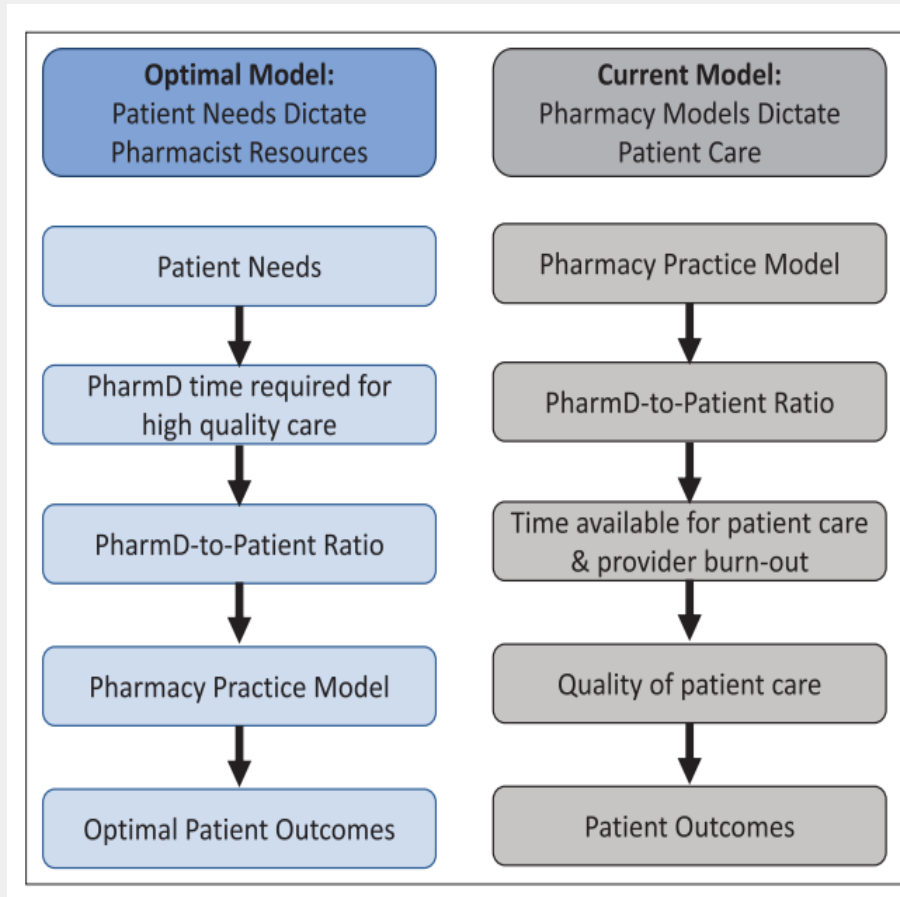 Optimal Model:
Patient Needs Dictate
Pharmacist Resources
Patient Needs
PharmD time required for
high quality care
PharmD-to-Patient Ratio
Pharmacy Practice Model
Optimal Patient Outcomes
Current Model:
Pharmacy Models Dictate
Patient Care
Pharmacy Practice Model
PharmD-to-Patient Ratio
Time available for patient care
& provider burn-out
Quality of patient care
Patient Outcomes